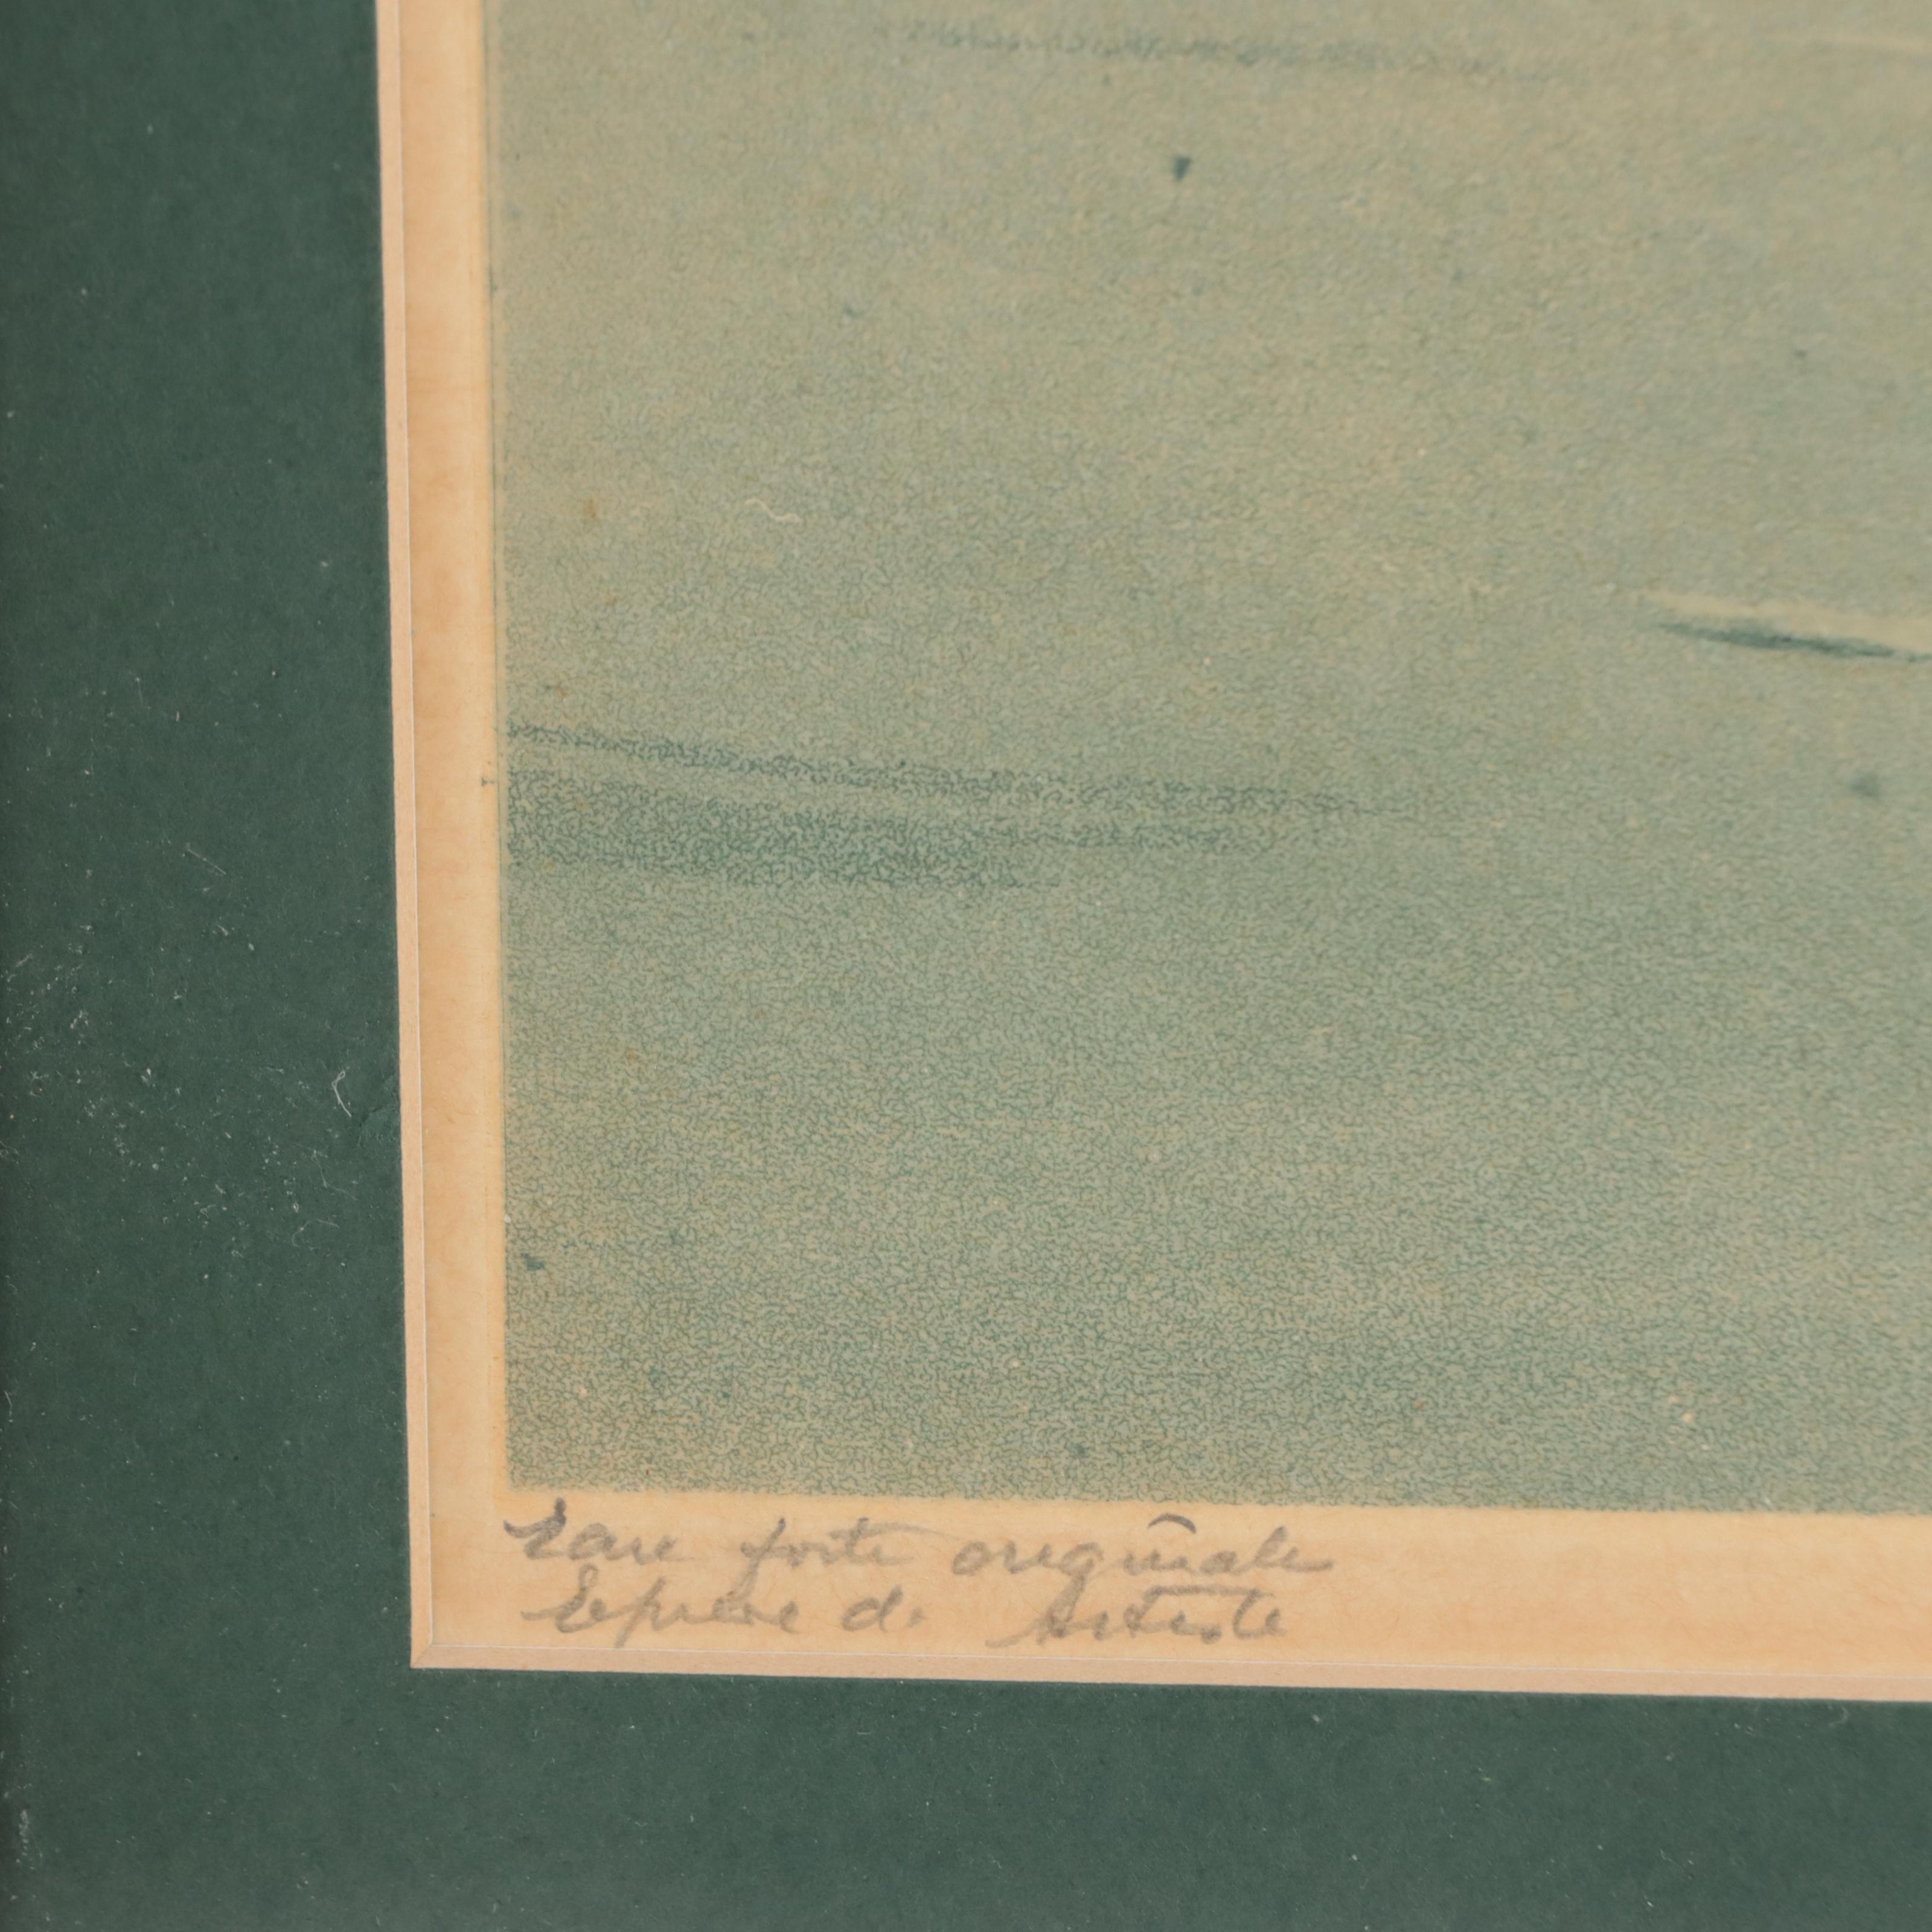 Eau forte originale
Epreuve d. Artiste